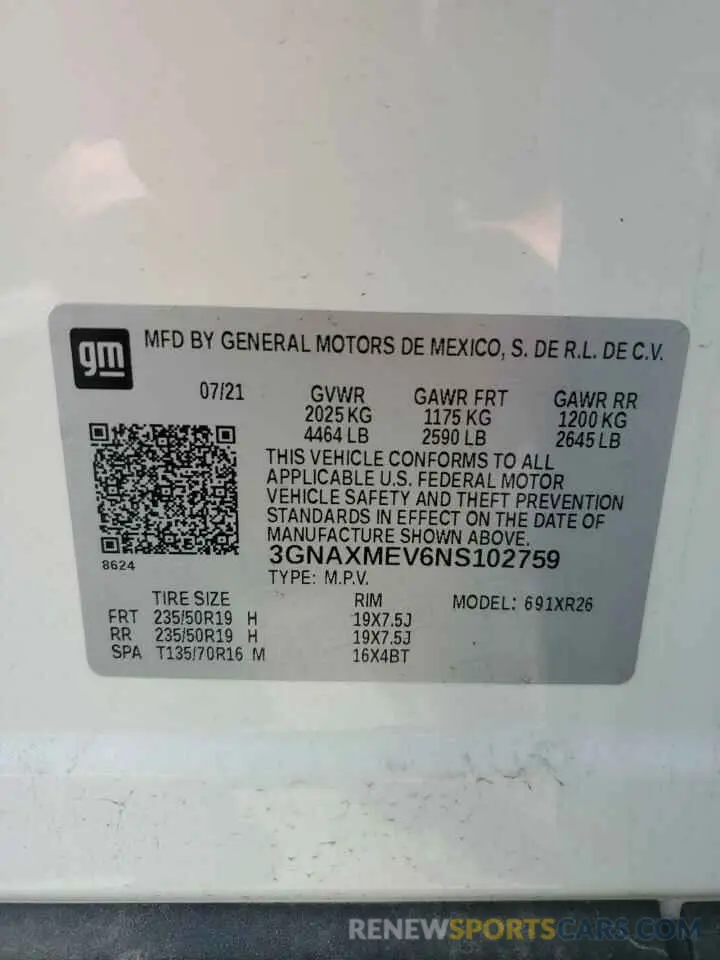 gm
MFD BY GENERAL MOTORS DE MEXICO, S. DE R.L. DE C.V.
07/21 GVWR GAWR FRT GAWR RR
2025 KG 1175 KG 1200 KG
4464 LB 2590 LB 2645 LB
THIS VEHICLE CONFORMS TO ALL
APPLICABLE U.S. FEDERAL MOTOR
VEHICLE SAFETY AND THEFT PREVENTION
STANDARDS IN EFFECT ON THE DATE OF
MANUFACTURE SHOWN ABOVE.
8624
3GNAXMEV6NS102759
TYPE: M.P.V.
TIRE SIZE RIM MODEL: 691XR26
FRT 235/50R19 H 19X7.5J
RR 235/50R19 H 19X7.5J
SPA T135/70R16 M 16X4BT
RENEWSPORTSCARS.COM